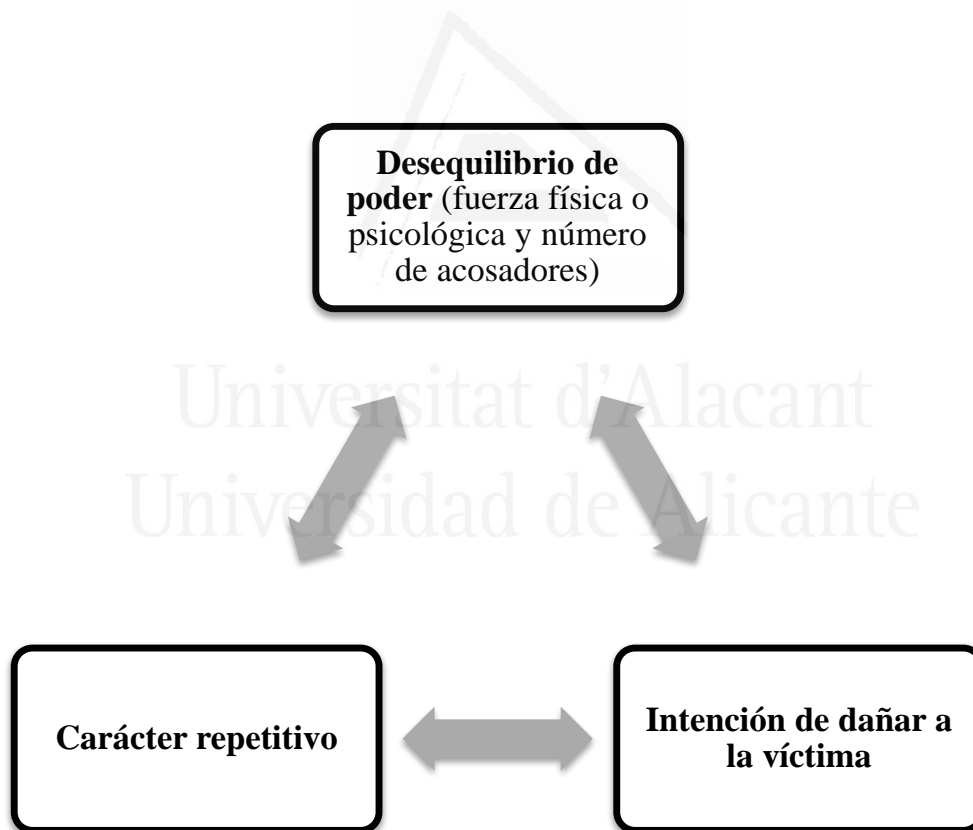 Desequilibrio de
poder (fuerza física o
psicológica y número
de acosadores)
Universitat d'Alacant
Universidad de Alicante
Carácter repetitivo
Intención de dañar a
la víctima